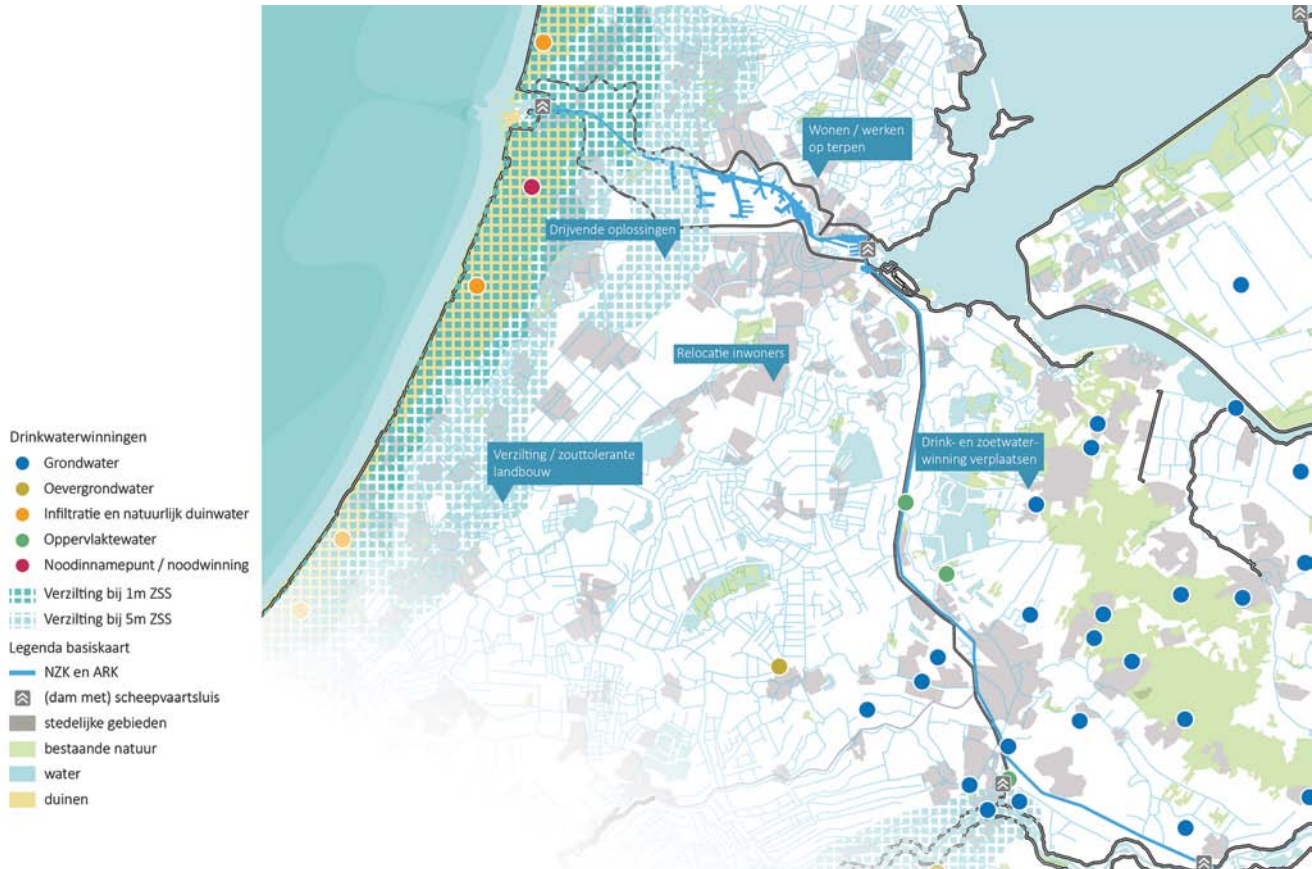 Wonen / werken
op terpen
Drijvende oplossingen
Relocatie inwoners
Verzilting / zouttolerante
landbouw
Drink- en zoetwater-
winning verplaatsen
Drinkwaterwinningen
Grondwater
Oevergrondwater
Infiltratie en natuurlijk duinwater
Oppervlaktewater
Noodinnamepunt / noodwinning
Verzilting bij 1m ZSS
Verzilting bij 5m ZSS
Legenda basiskaart
NZK en ARK
(dam met) scheepvaartsluis
stedelijke gebieden
bestaande natuur
water
duinen